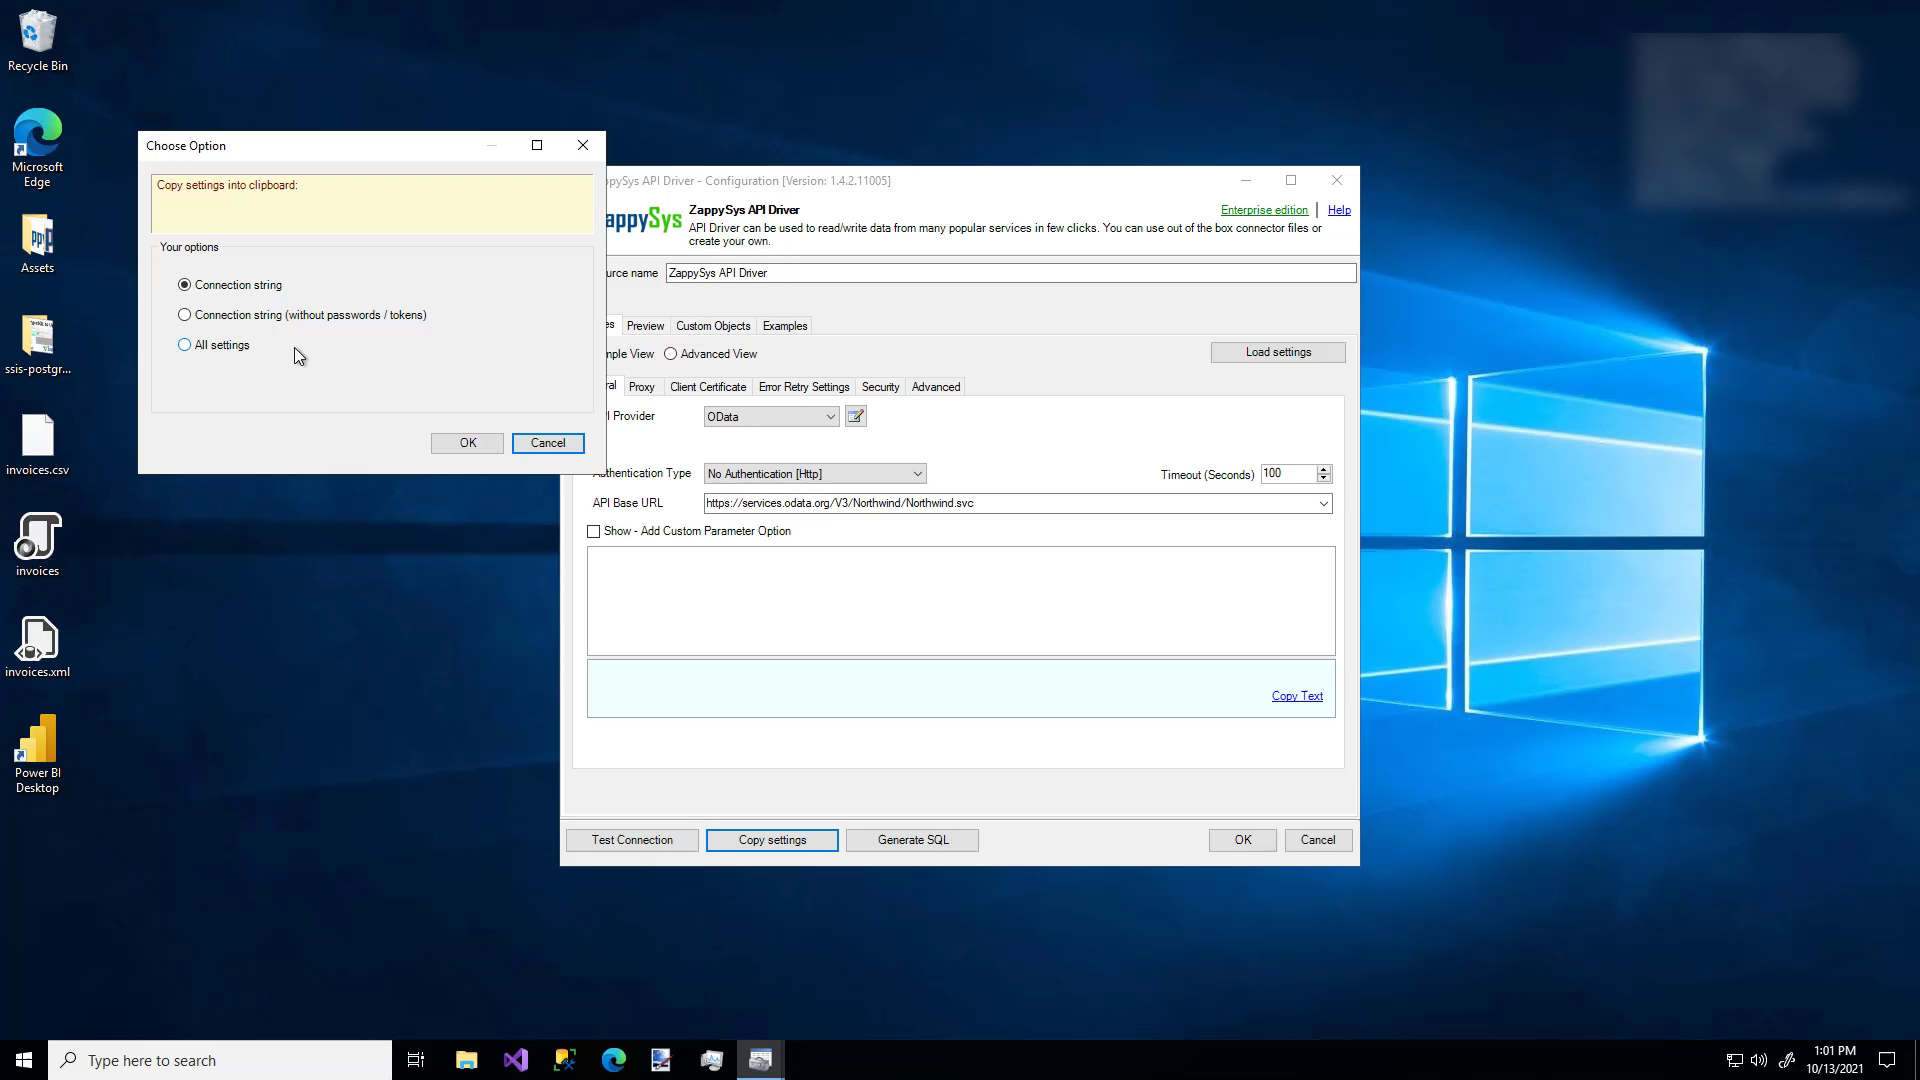 Recycle Bin
Microsoft
Edge
Assets
ssis-postgr...
invoices.csv
invoices
invoices.xml
Power BI
Desktop
Choose Option
Copy settings into clipboard:
Your options
Connection string
Connection string (without passwords / tokens)
All settings
OK
Cancel
ppySys API Driver - Configuration [Version: 1.4.2.11005]
appySys
ZappySys API Driver
API Driver can be used to read/write data from many popular services in few clicks. You can use out of the box connector files or
create your own.
Enterprise edition
Help
urce name
ZappySys API Driver
es
Preview
Custom Objects
Examples
mple View
Advanced View
Load settings
ral
Proxy
Client Certificate
Error Retry Settings
Security
Advanced
I Provider
OData
Authentication Type
No Authentication [Http]
Timeout (Seconds)
100
API Base URL
https://services.odata.org/V3/Northwind/Northwind.svc
Show - Add Custom Parameter Option
Copy Text
Test Connection
Copy settings
Generate SQL
OK
Cancel
Type here to search
1:01 PM
10/13/2021